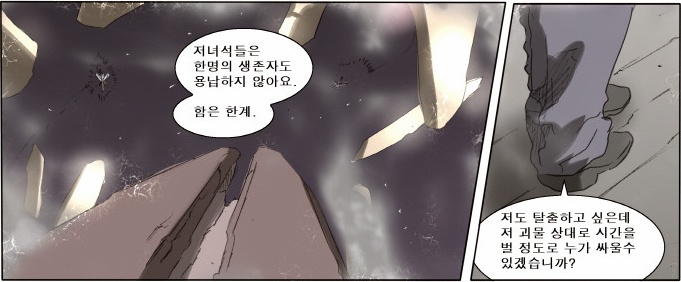 저녀석들은
한명의 생존자도
용납하지 않아요.
함은 한계.
저도 탈출하고 싶은데
저 괴물 상대로 시간을
벌 정도로 누가 싸울수
있겠습니까?